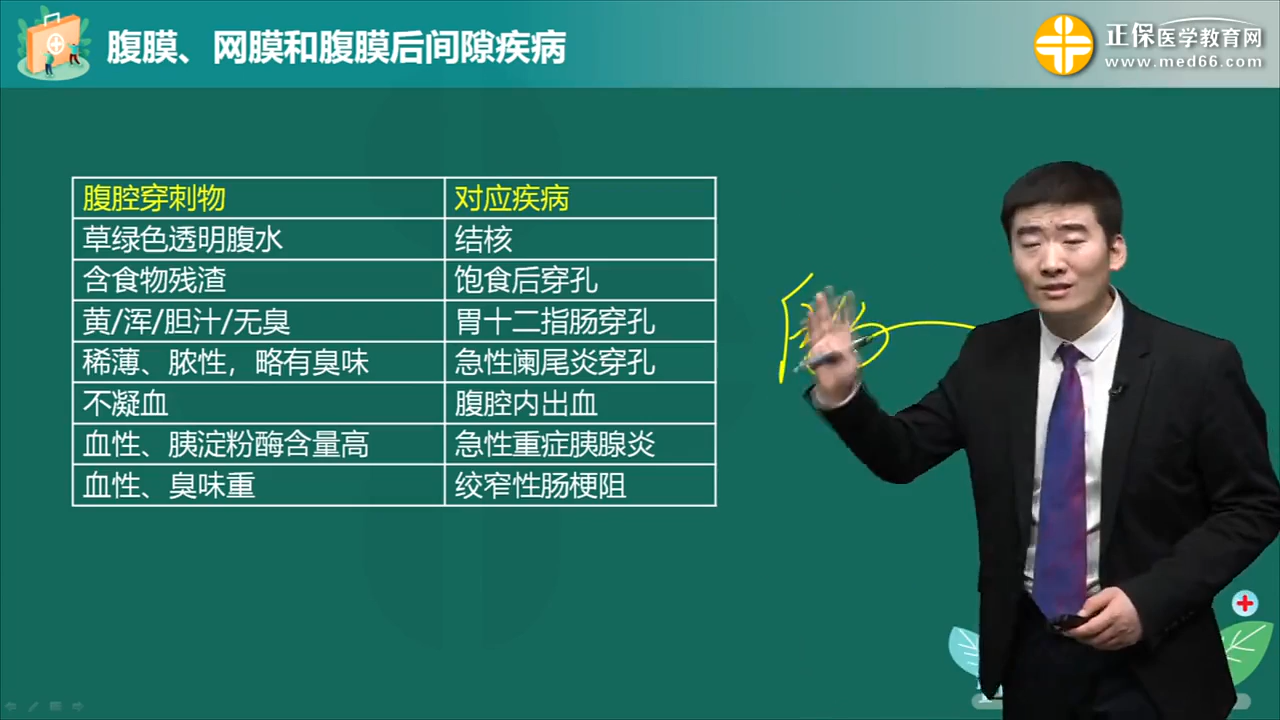 腹膜、网膜和腹膜后间隙疾病
正保医学教育网
www.med66.com
腹腔穿刺物 对应疾病
草绿色透明腹水 结核
含食物残渣 饱食后穿孔
黄/浑/胆汁/无臭 胃十二指肠穿孔
稀薄、脓性，略有臭味 急性阑尾炎穿孔
不凝血 腹腔内出血
血性、胰淀粉酶含量高 急性重症胰腺炎
血性、臭味重 绞窄性肠梗阻